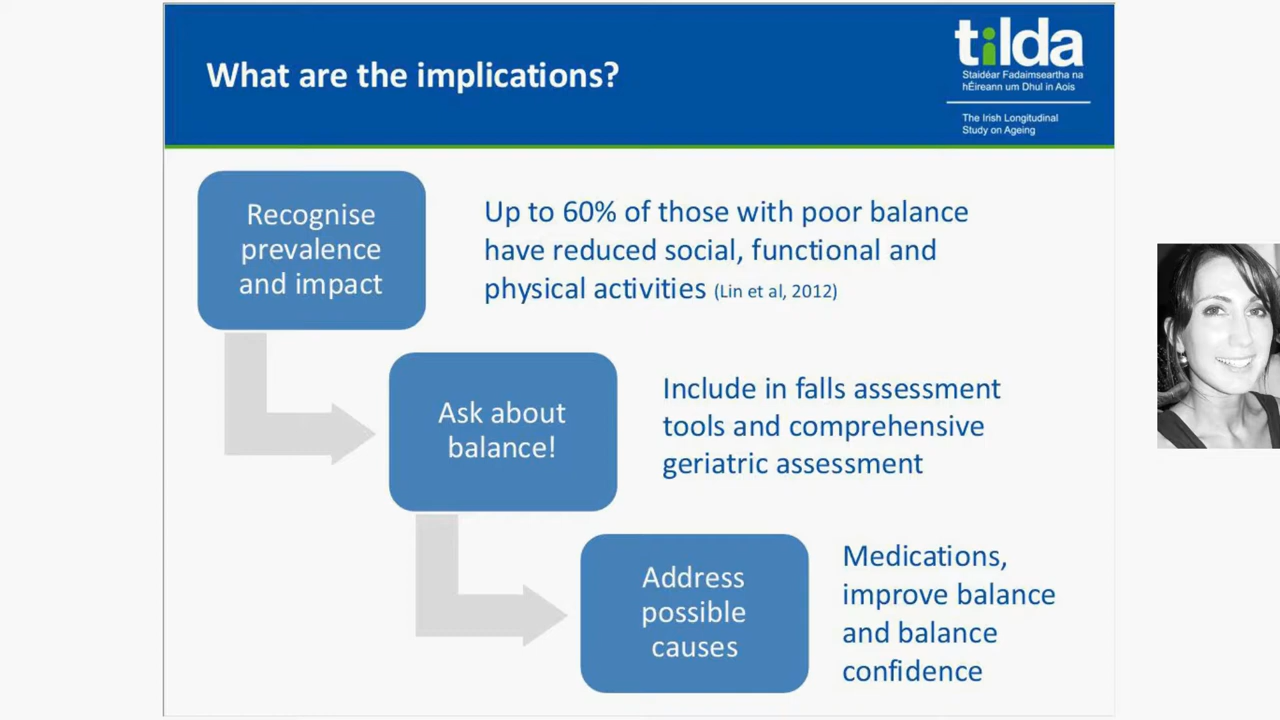 What are the implications?
tilda
Staidéar Fadaimseartha na
hÉireann um Dhul in Aois
The Irish Longitudinal
Study on Ageing
Recognise
prevalence
and impact
Up to 60% of those with poor balance
have reduced social, functional and
physical activities (Lin et al, 2012)
Ask about
balance!
Include in falls assessment
tools and comprehensive
geriatric assessment
Address
possible
causes
Medications,
improve balance
and balance
confidence